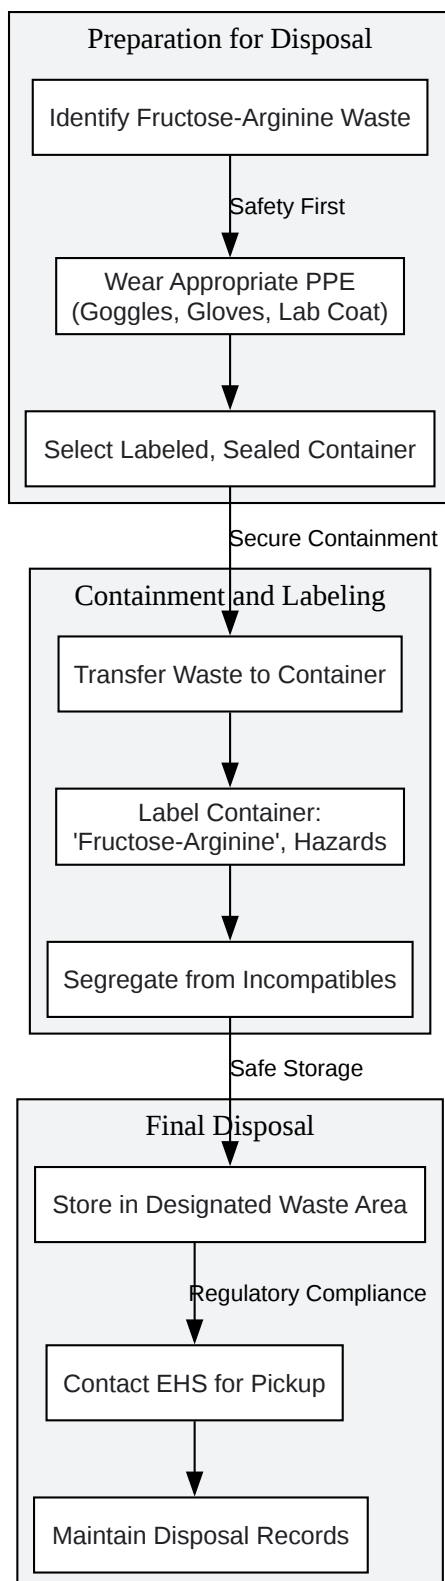 Preparation for Disposal
Identify Fructose-Arginine Waste
Safety First
Wear Appropriate PPE
(Goggles, Gloves, Lab Coat)
Select Labeled, Sealed Container
Secure Containment
Containment and Labeling
Transfer Waste to Container
Label Container:
'Fructose-Arginine', Hazards
Segregate from Incompatibles
Safe Storage
Final Disposal
Store in Designated Waste Area
Regulatory Compliance
Contact EHS for Pickup
Maintain Disposal Records